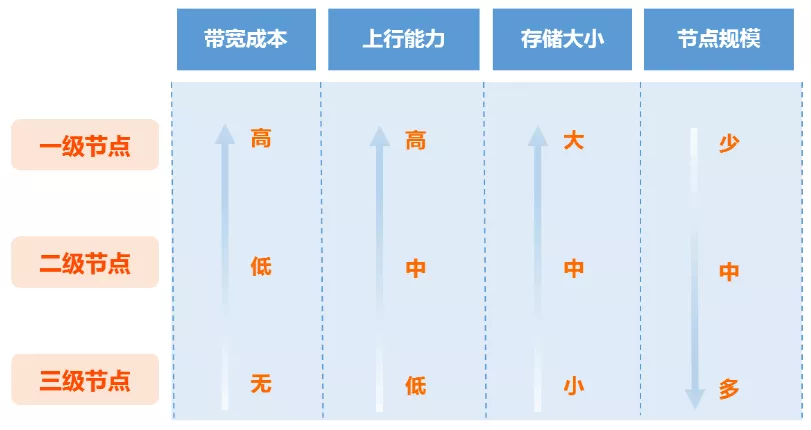 带宽成本 上行能力 存储大小 节点规模
一级节点 高 高 大 少
二级节点 低 中 中 中
三级节点 无 低 小 多